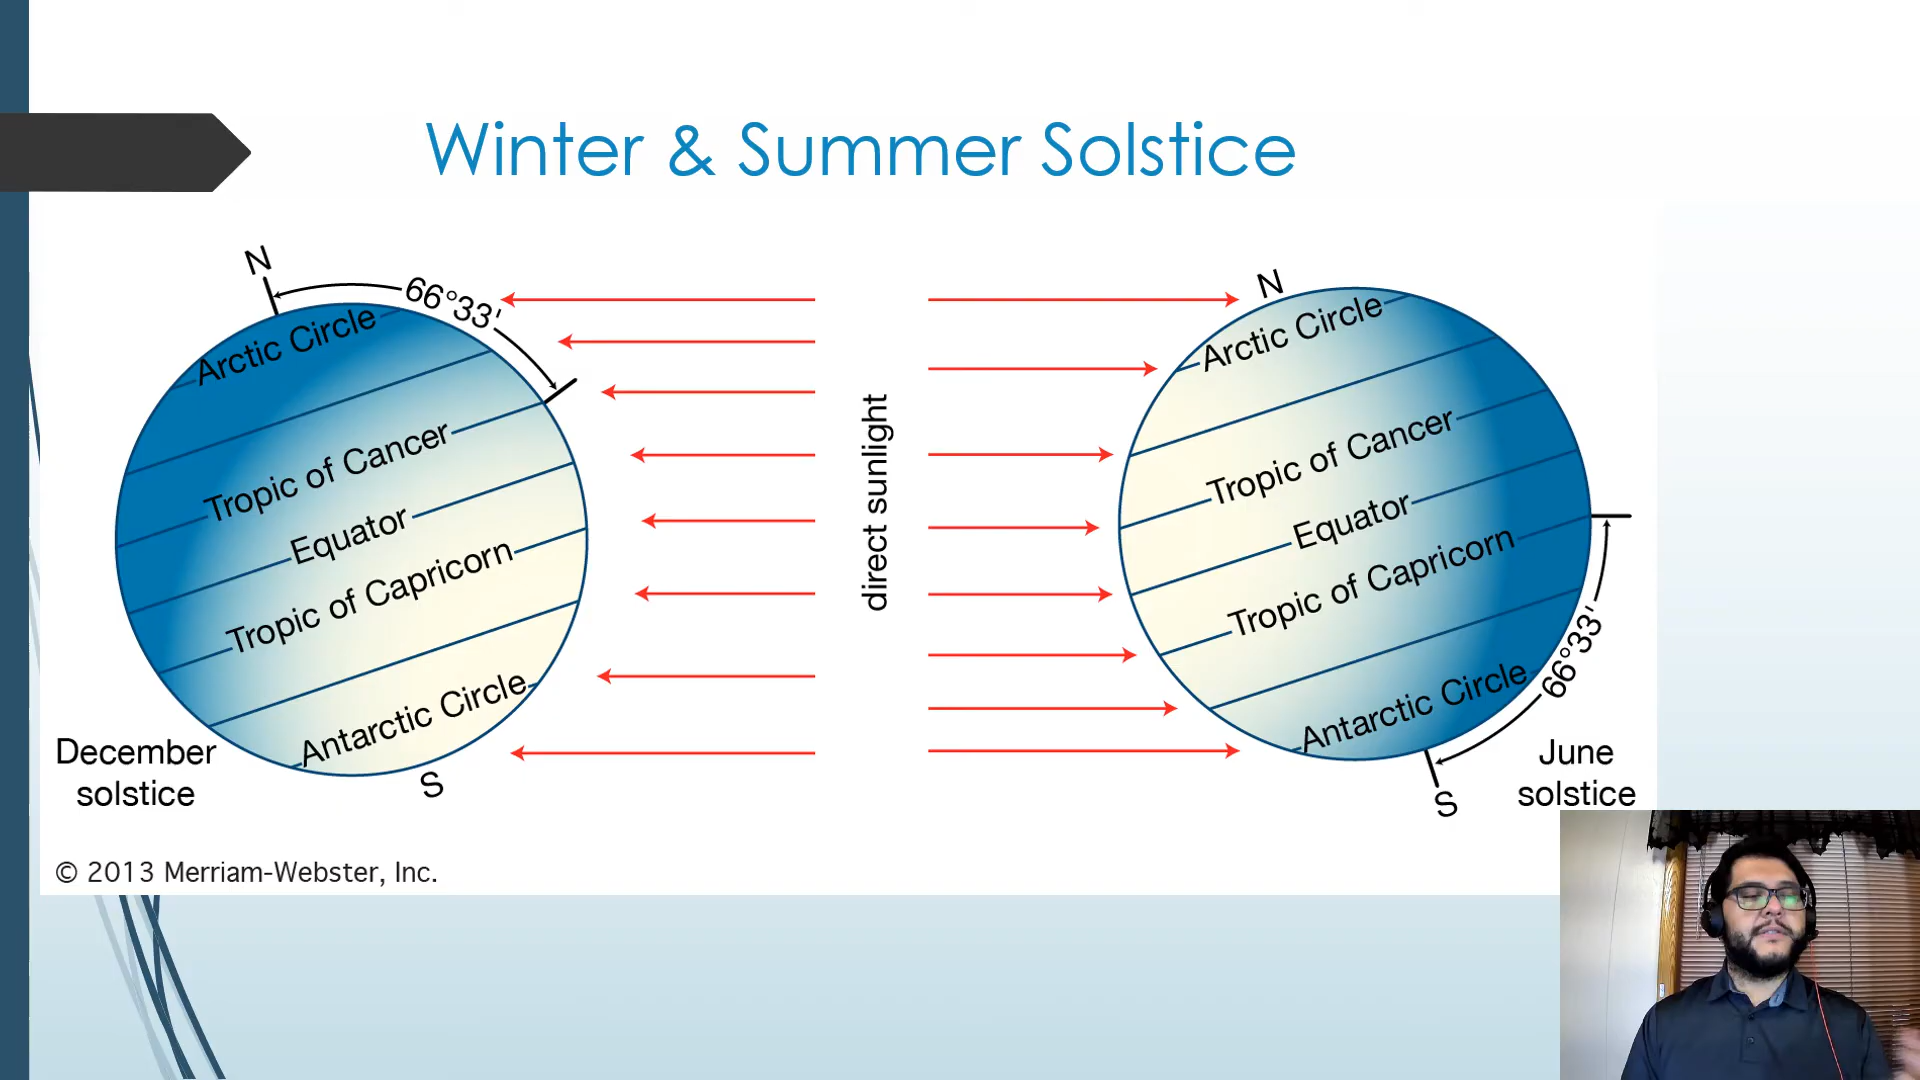 Winter & Summer Solstice
N
66°33'
Arctic Circle
Tropic of Cancer
Equator
Tropic of Capricorn
Antarctic Circle
S
December
solstice
direct sunlight
N
Arctic Circle
Tropic of Cancer
Equator
Tropic of Capricorn
Antarctic Circle
66°33'
S
June
solstice
© 2013 Merriam-Webster, Inc.